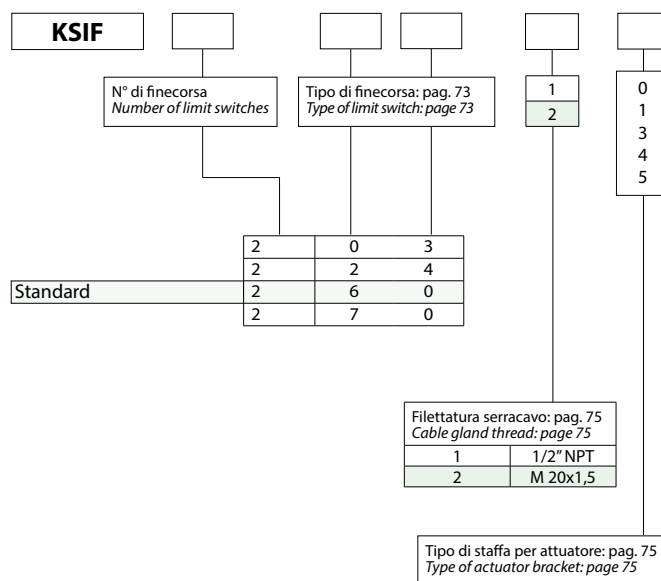 KSIF
N° di finecorsa
Number of limit switches
Tipo di finecorsa: pag. 73
Type of limit switch: page 73
1
2
0
1
3
4
5
2 0 3
2 2 4
Standard 2 6 0
2 7 0
Filettatura serracavo: pag. 75
Cable gland thread: page 75
1 1/2” NPT
2 M 20x1,5
Tipo di staffa per attuatore: pag. 75
Type of actuator bracket: page 75